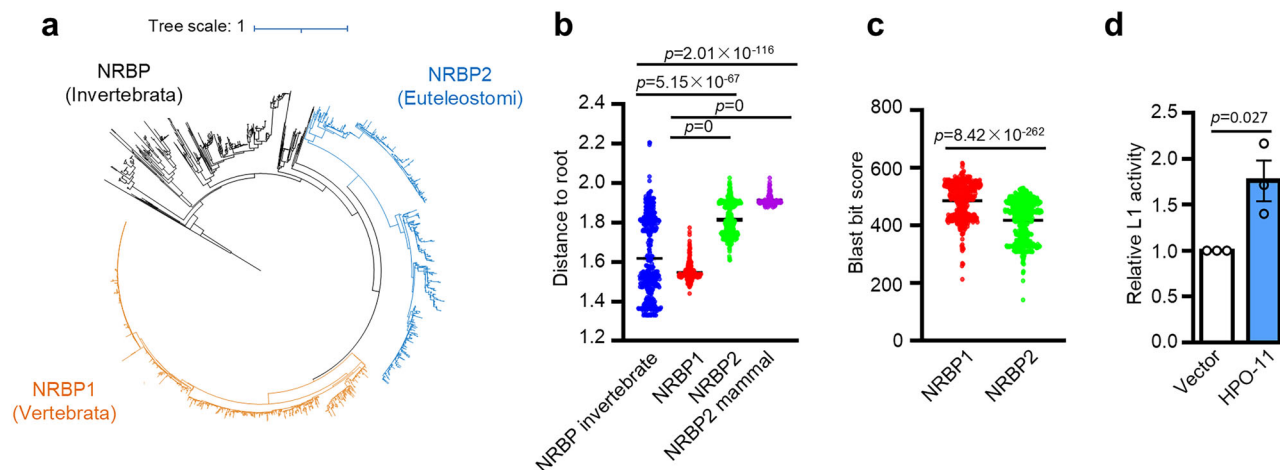 a
Tree scale: 1
NRBP
(Invertebrata)
NRBP2
(Euteleostomi)
NRBP1
(Vertebrata)
b
p=2.01×10-116
p=5.15×10-67
p=0
p=0
Distance to root
2.4
2.2
2.0
1.8
1.6
1.4
1.2
NRBP invertebrate
NRBP1
NRBP2
NRBP2 mammal
c
p=8.42×10-262
Blast bit score
800
600
400
200
0
NRBP1
NRBP2
d
p=0.027
Relative L1 activity
2.5
2.0
1.5
1.0
0.5
0.0
Vector
HPO-11